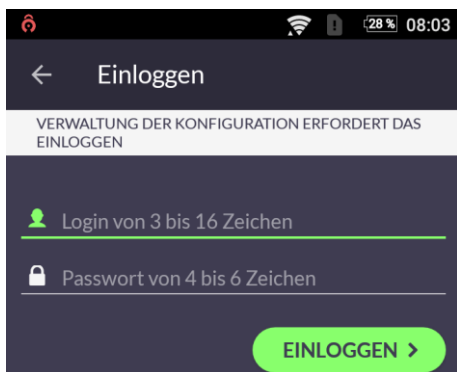 28 % 08:03
Einloggen
VERWALTUNG DER KONFIGURATION ERFORDERT DAS
EINLOGGEN
Login von 3 bis 16 Zeichen
Passwort von 4 bis 6 Zeichen
EINLOGGEN